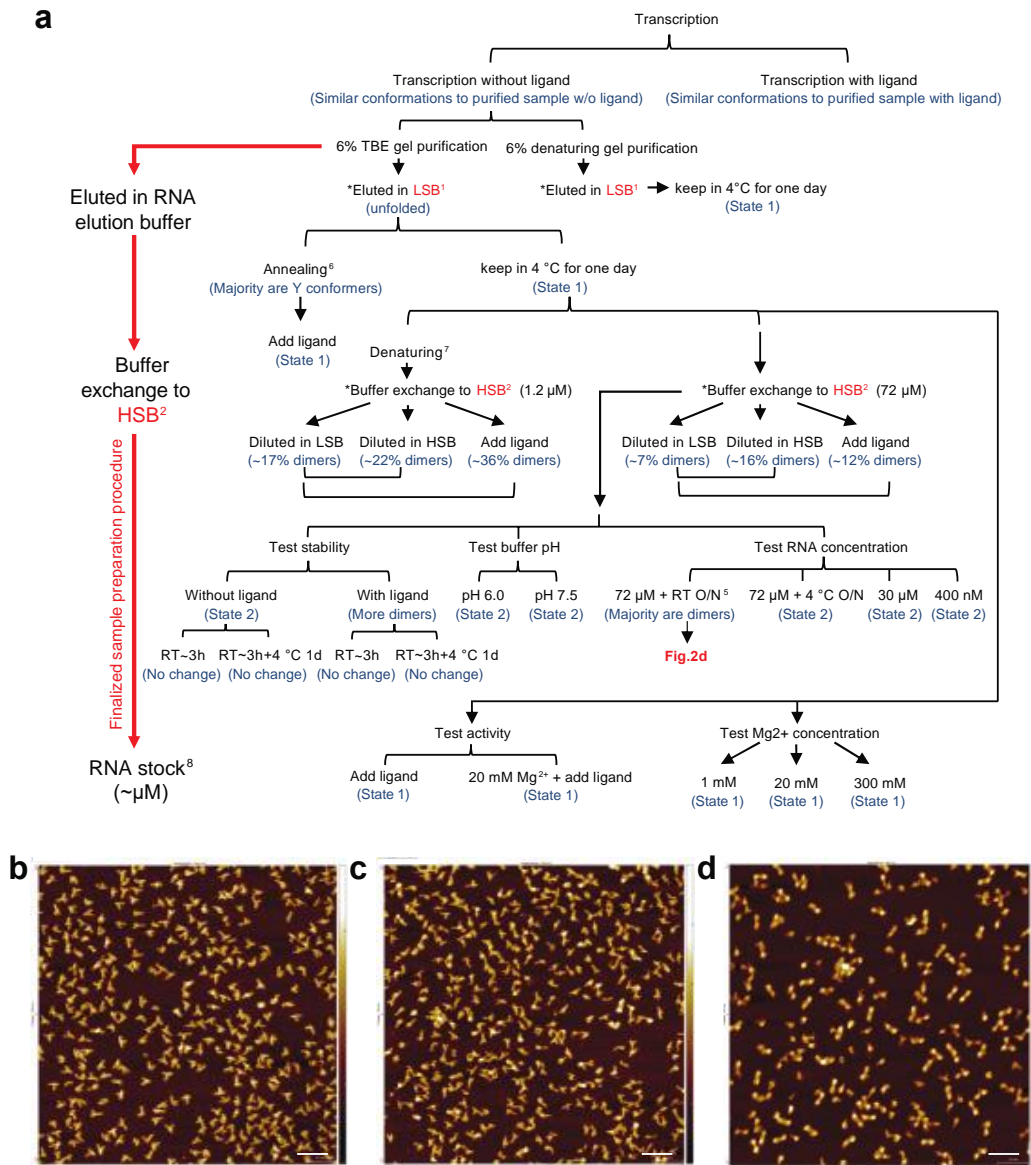 a
Transcription
Transcription without ligand
(Similar conformations to purified sample w/o ligand)
Transcription with ligand
(Similar conformations to purified sample with ligand)
6% TBE gel purification
6% denaturing gel purification
Eluted in RNA
elution buffer
*Eluted in LSB¹
(unfolded)
*Eluted in LSB¹
keep in 4°C for one day
(State 1)
Annealing⁶
(Majority are Y conformers)
keep in 4 °C for one day
(State 1)
Add ligand
(State 1)
Denaturing⁷
Buffer
exchange to
HSB²
*Buffer exchange to HSB² (1.2 µM)
*Buffer exchange to HSB² (72 µM)
Diluted in LSB
(~17% dimers)
Diluted in HSB
(~22% dimers)
Add ligand
(~36% dimers)
Diluted in LSB
(~7% dimers)
Diluted in HSB
(~16% dimers)
Add ligand
(~12% dimers)
Finalized sample preparation procedure
Test stability
Test buffer pH
Test RNA concentration
Without ligand
(State 2)
With ligand
(More dimers)
pH 6.0
(State 2)
pH 7.5
(State 2)
72 µM + RT O/N⁵
(Majority are dimers)
72 µM + 4 °C O/N
(State 2)
30 µM
(State 2)
400 nM
(State 2)
RT~3h
(No change)
RT~3h+4 °C 1d
(No change)
RT~3h
(No change)
RT~3h+4 °C 1d
(No change)
Fig.2d
Test activity
Test Mg2+ concentration
RNA stock⁸
(~µM)
Add ligand
(State 1)
20 mM Mg²⁺ + add ligand
(State 1)
1 mM
(State 1)
20 mM
(State 1)
300 mM
(State 1)
b
c
d